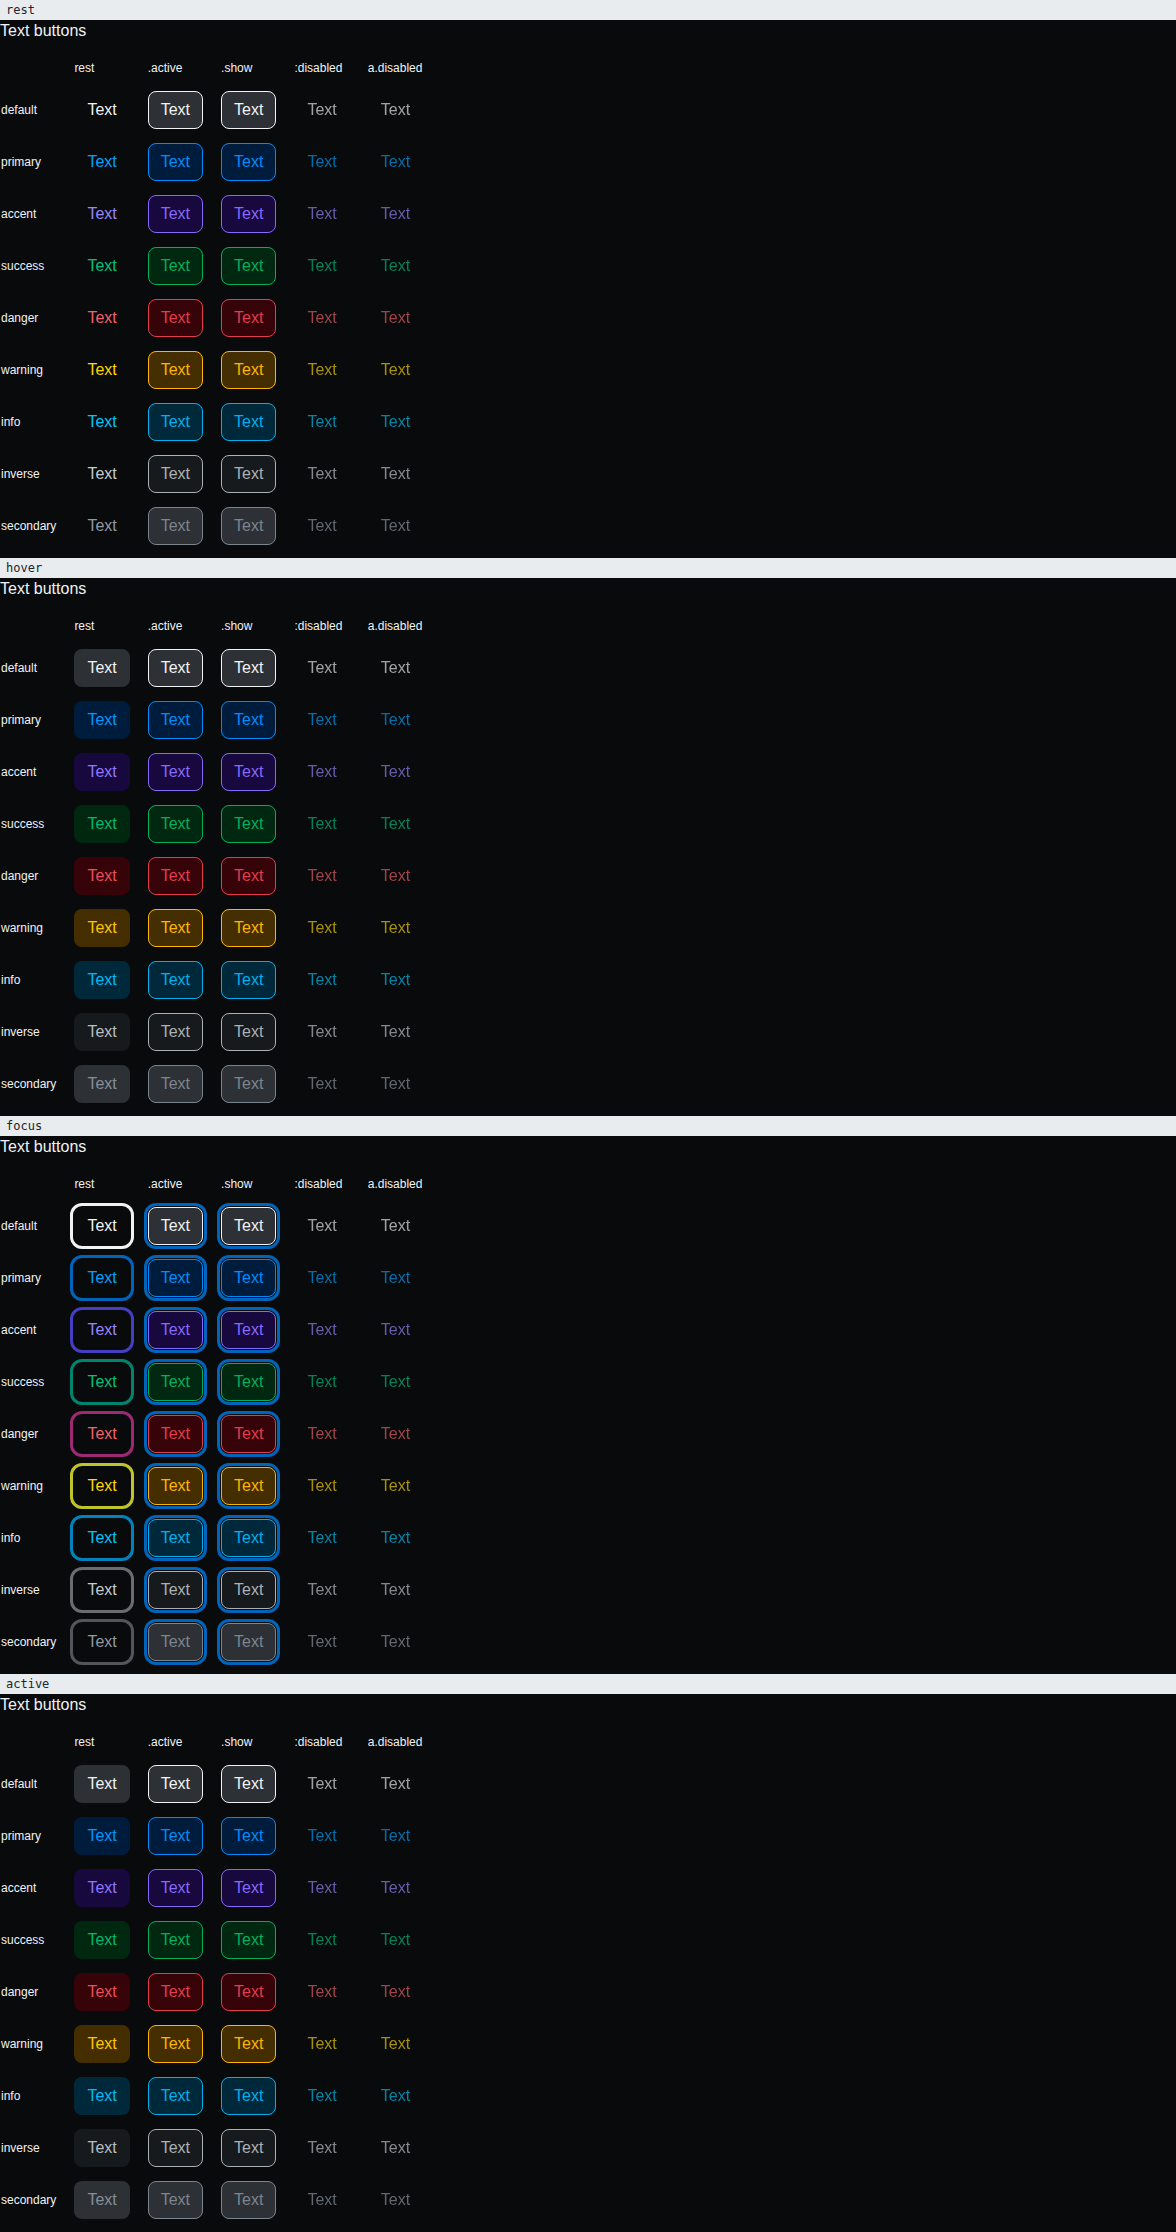 rest
Text buttons
rest .active .show :disabled a.disabled
default Text Text Text Text Text
primary Text Text Text Text Text
accent Text Text Text Text Text
success Text Text Text Text Text
danger Text Text Text Text Text
warning Text Text Text Text Text
info Text Text Text Text Text
inverse Text Text Text Text Text
secondary Text Text Text Text Text
hover
Text buttons
rest .active .show :disabled a.disabled
default Text Text Text Text Text
primary Text Text Text Text Text
accent Text Text Text Text Text
success Text Text Text Text Text
danger Text Text Text Text Text
warning Text Text Text Text Text
info Text Text Text Text Text
inverse Text Text Text Text Text
secondary Text Text Text Text Text
focus
Text buttons
rest .active .show :disabled a.disabled
default Text Text Text Text Text
primary Text Text Text Text Text
accent Text Text Text Text Text
success Text Text Text Text Text
danger Text Text Text Text Text
warning Text Text Text Text Text
info Text Text Text Text Text
inverse Text Text Text Text Text
secondary Text Text Text Text Text
active
Text buttons
rest .active .show :disabled a.disabled
default Text Text Text Text Text
primary Text Text Text Text Text
accent Text Text Text Text Text
success Text Text Text Text Text
danger Text Text Text Text Text
warning Text Text Text Text Text
info Text Text Text Text Text
inverse Text Text Text Text Text
secondary Text Text Text Text Text